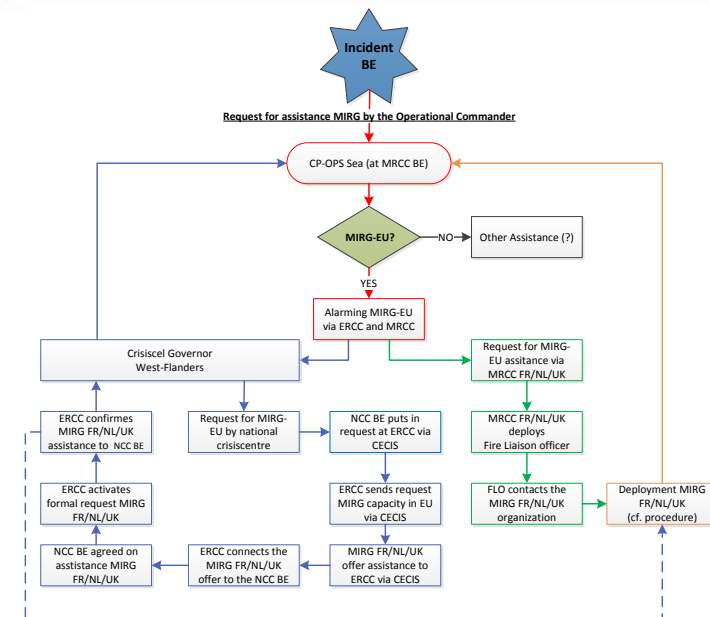 Incident
BE
Request for assistance MIRG by the Operational Commander
CP-OPS Sea (at MRCC BE)
MIRG-EU?
NO
Other Assistance (?)
YES
Alarming MIRG-EU
via ERCC and MRCC
Crisiscel Governor
West-Flanders
Request for MIRG-
EU assitance via
MRCC FR/NL/UK
ERCC confirmes
MIRG FR/NL/UK
assistance to NCC BE
Request for MIRG-
EU by national
crisiscentre
NCC BE puts in
request at ERCC via
CECIS
MRCC FR/NL/UK
deploys
Fire Liaison officer
ERCC activates
formal request MIRG
FR/NL/UK
ERCC sends request
MIRG capacity in EU
via CECIS
FLO contacts the
MIRG FR/NL/UK
organization
Deployment MIRG
FR/NL/UK
(cf. procedure)
NCC BE agreed on
asstistance MIRG
FR/NL/UK
ERCC connects the
MIRG FR/NL/UK
offer to the NCC BE
MIRG FR/NL/UK
offer assistance to
ERCC via CECIS